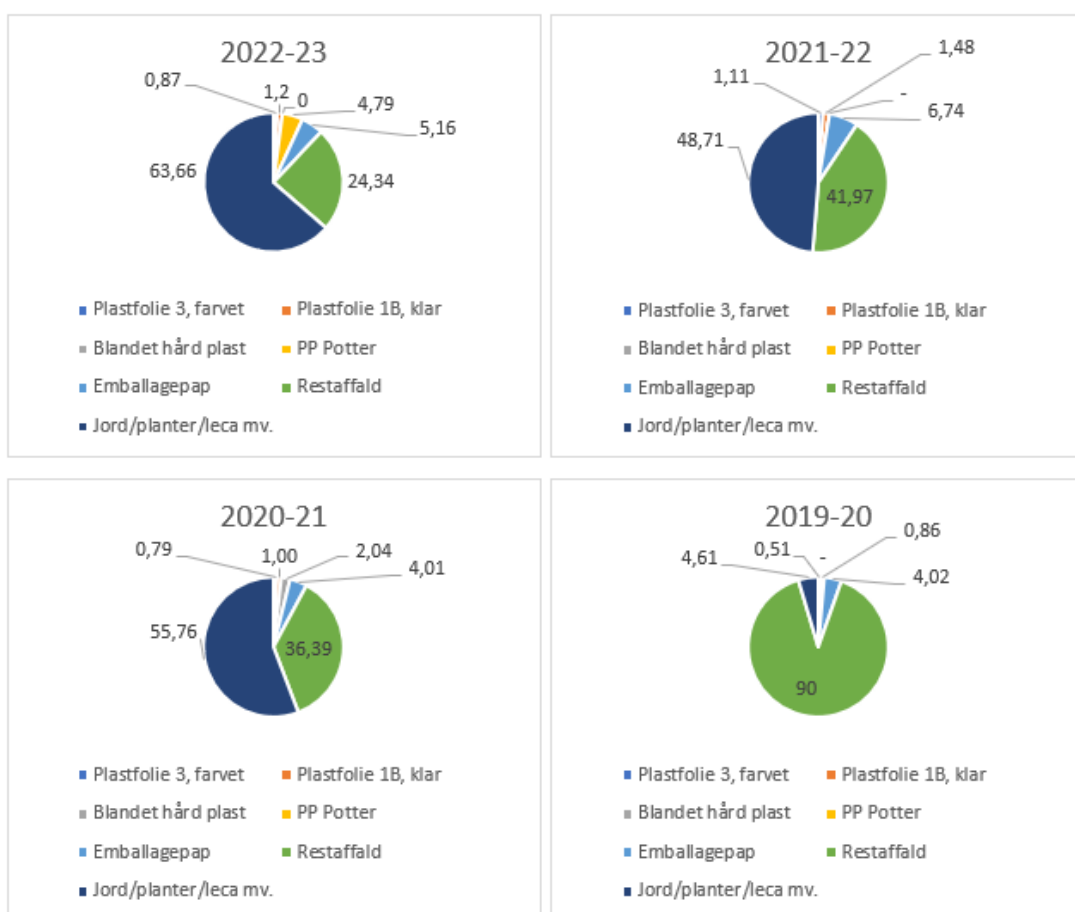 2022-23
0,87
1,2
0
4,79
5,16
63,66
24,34
Plastfolie 3, farvet Plastfolie 1B, klar
Blandet hård plast PP Potter
Emballagepap Restaffald
Jord/planter/leca mv.
2021-22
1,48
1,11
-
6,74
48,71
41,97
Plastfolie 3, farvet Plastfolie 1B, klar
Blandet hård plast PP Potter
Emballagepap Restaffald
Jord/planter/leca mv.
2020-21
0,79
1,00
2,04
4,01
55,76
36,39
Plastfolie 3, farvet Plastfolie 1B, klar
Blandet hård plast PP Potter
Emballagepap Restaffald
Jord/planter/leca mv.
2019-20
0,86
4,61
0,51
-
4,02
90
Plastfolie 3, farvet Plastfolie 1B, klar
Blandet hård plast PP Potter
Emballagepap Restaffald
Jord/planter/leca mv.